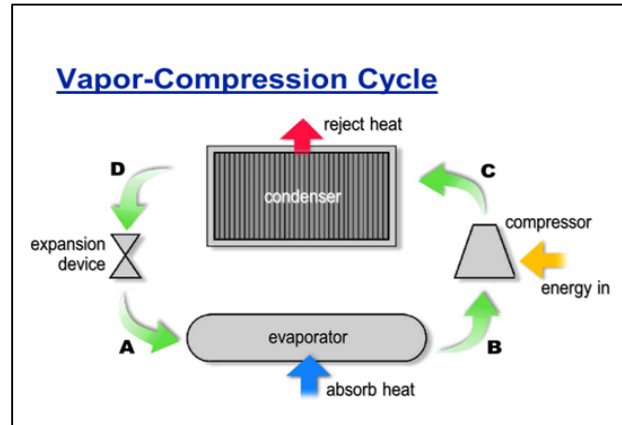 Vapor-Compression Cycle
reject heat
D
C
condenser
compressor
expansion
device
energy in
A
evaporator
B
absorb heat